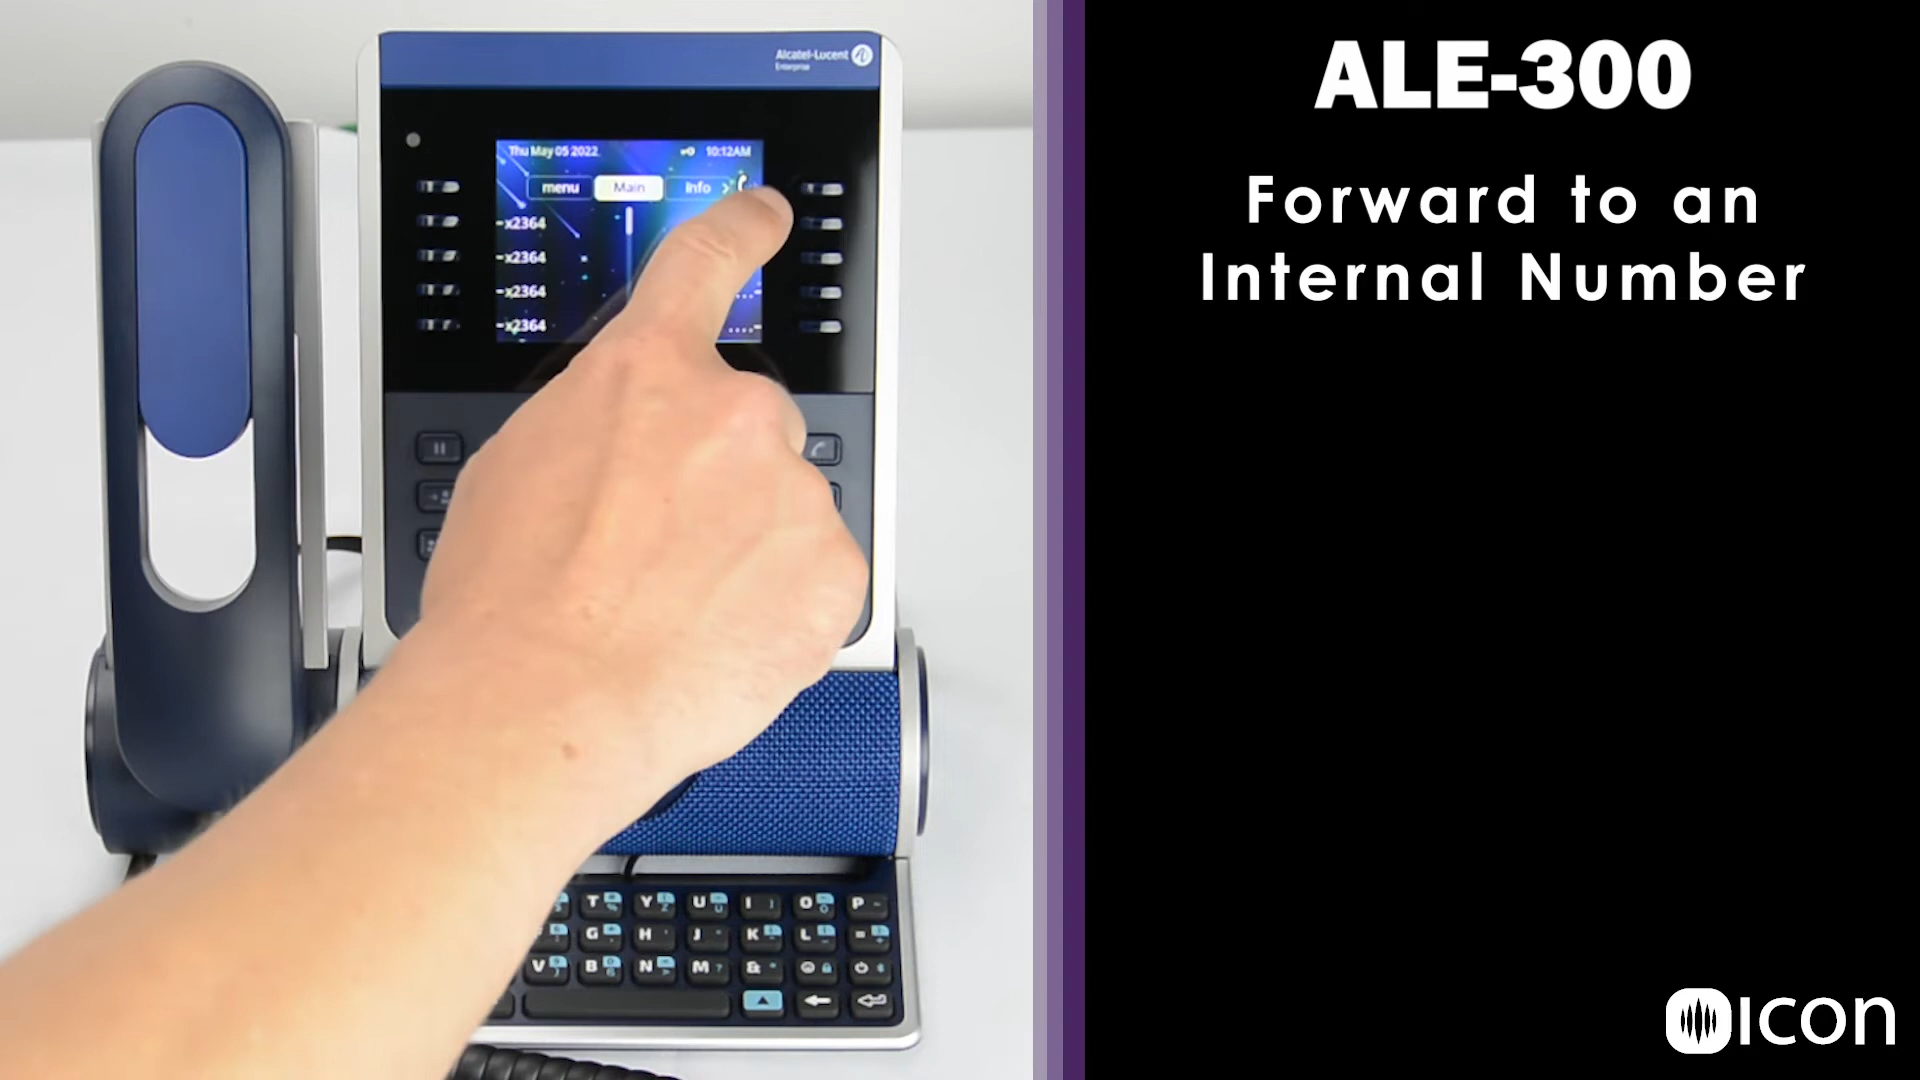 Alcatel-Lucent
Enterprise
Thu May 05 2022 10:12AM
menu Main Info
x2364
x2364
x2364
x2364
T Y U I O P
G H J K L =
V B N M &
ALE-300
Forward to an
Internal Number
icon